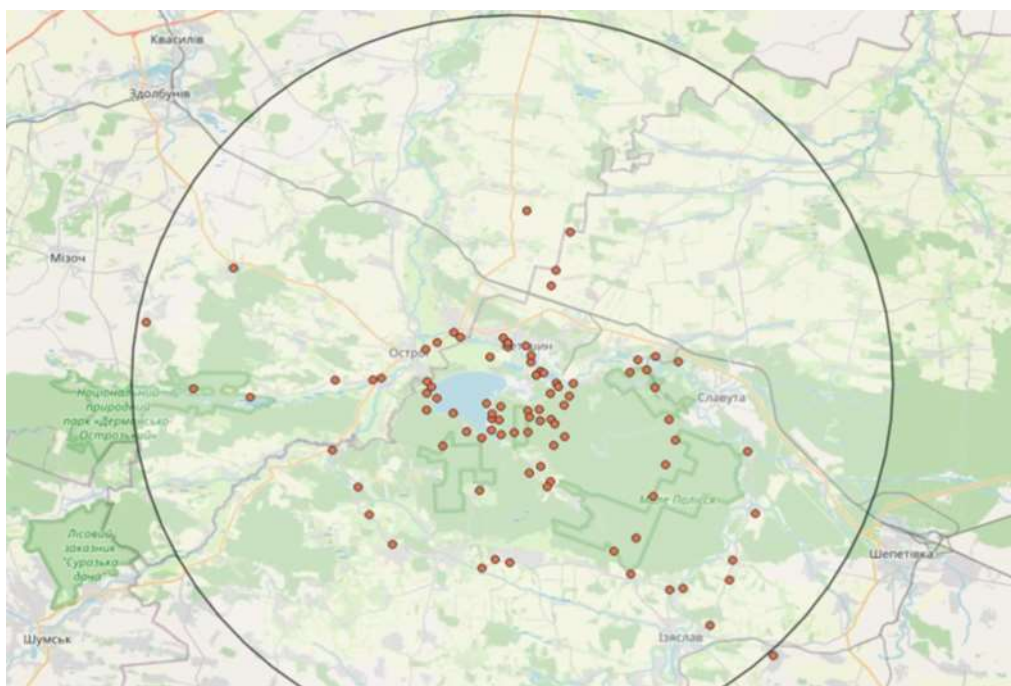 Квасилів
Здолбунів
Мізоч
Острог
Нетішин
Славута
Національний
природний
парк «Дермансько-
Острозький»
Мале Полісся
Лісовий
заказник
"Суразька
дача"
Шепетівка
Шумськ
Ізяслав